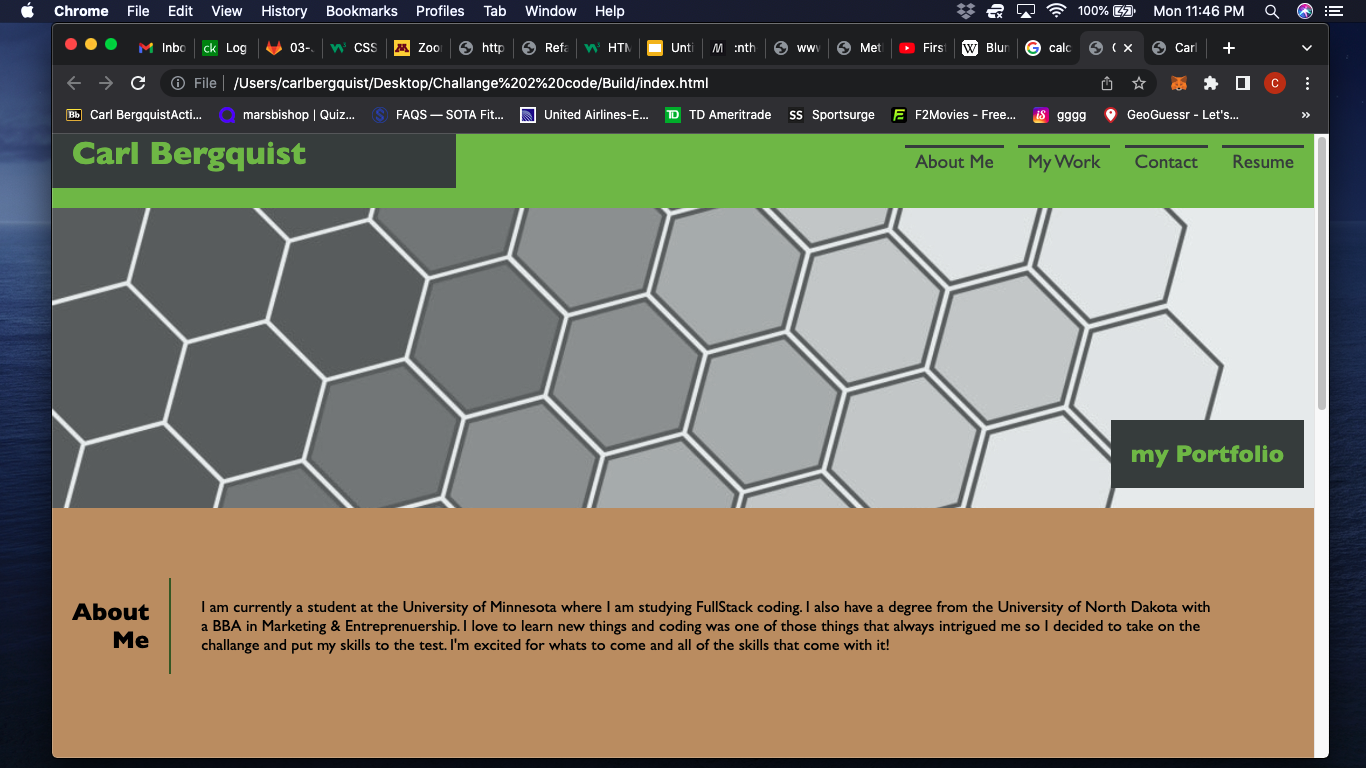 Chrome File Edit View History Bookmarks Profiles Tab Window Help 100% Mon 11:46 PM
Inbo ck Log 03-. CSS Zoo http Refa HTM Unti :nth www Met First W Blun calc Carl
File /Users/carlbergquist/Desktop/Challange%202%20code/Build/index.html C
Bb Carl BergquistActi... marsbishop | Quiz... FAQS — SOTA Fit... United Airlines-E... TD TD Ameritrade SS Sportsurge F2Movies - Free... gggg GeoGuessr - Let's... »
Carl Bergquist
About Me My Work Contact Resume
my Portfolio
About
Me
I am currently a student at the University of Minnesota where I am studying FullStack coding. I also have a degree from the University of North Dakota with
a BBA in Marketing & Entreprenuership. I love to learn new things and coding was one of those things that always intrigued me so I decided to take on the
challange and put my skills to the test. I'm excited for whats to come and all of the skills that come with it!